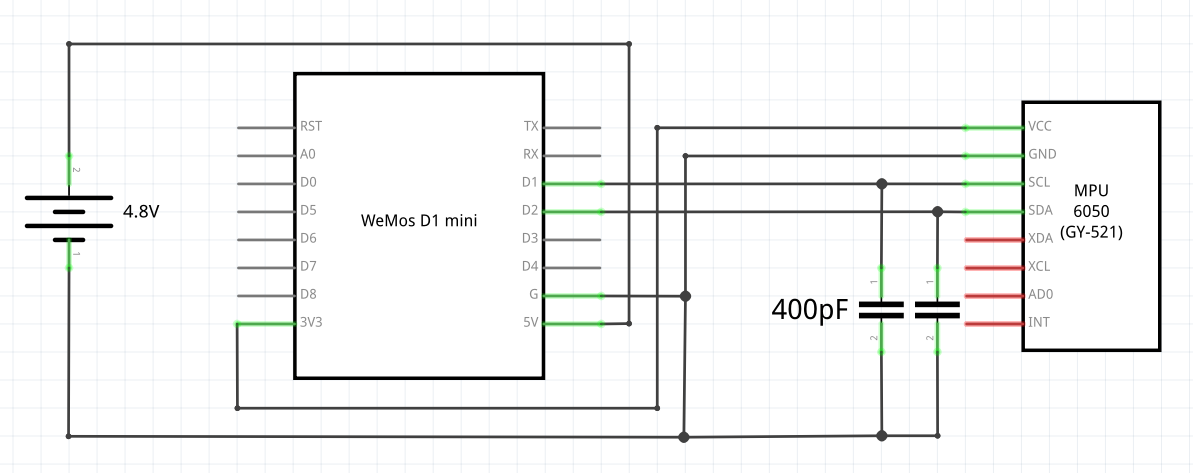 2
4.8V
1
RST
A0
D0
D5
D6
D7
D8
3V3
WeMos D1 mini
TX
RX
D1
D2
D3
D4
G
5V
400pF
1
2
1
2
VCC
GND
SCL
SDA
XDA
XCL
AD0
INT
MPU
6050
(GY-521)